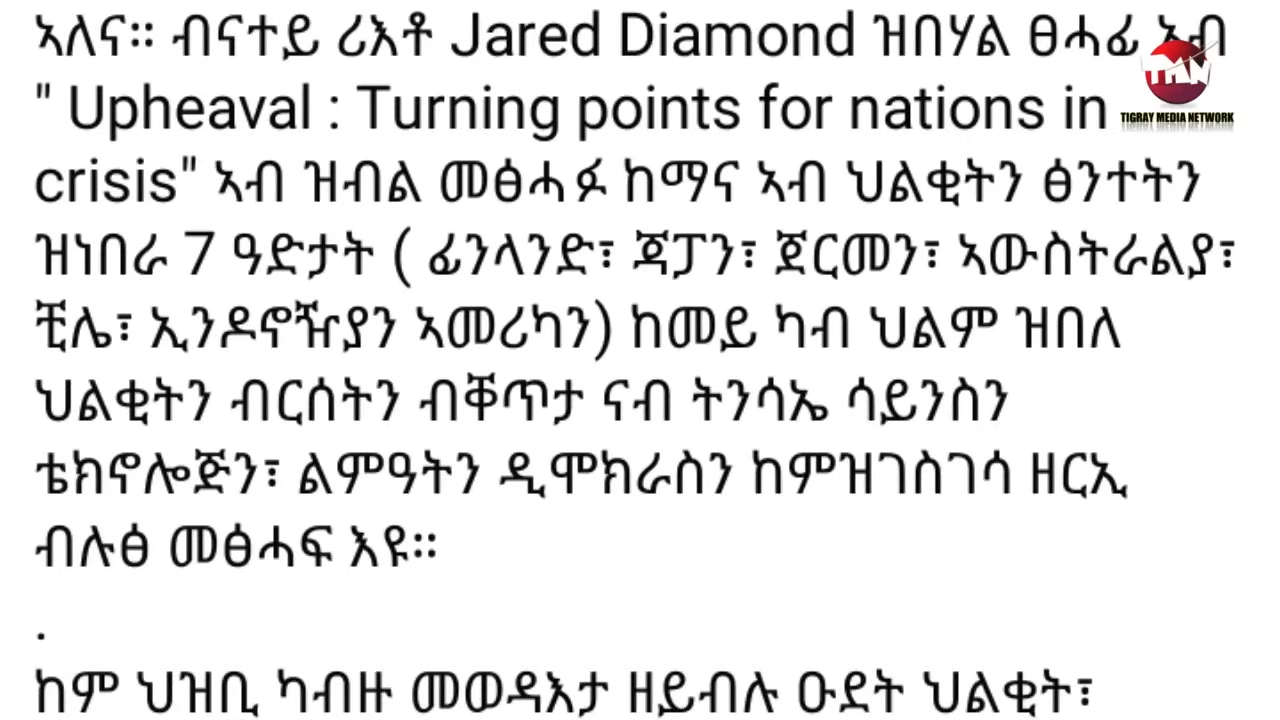 ኣለና። ብናተይ ሪእቶ Jared Diamond ዝበሃል ፀሓፊ ኣብ
" Upheaval : Turning points for nations in
crisis" ኣብ ዝብል መፅሓፉ ከማና ኣብ ህልቂትን ፅንተትን
ዝነበራ 7 ዓድታት ( ፊንላንድ፣ ጃፓን፣ ጀርመን፣ ኣውስትራልያ፣
ቺሌ፣ ኢንዶኖዥያን ኣመሪካን) ከመይ ካብ ህልም ዝበለ
ህልቂትን ብርሰትን ብቐጥታ ናብ ትንሳኤ ሳይንስን
ቴክኖሎጅን፣ ልምዓትን ዲሞክራስን ከምዝገስገሳ ዘርኢ
ብሉፅ መፅሓፍ እዩ።
.
ከም ህዝቢ ካብዙ መወዳእታ ዘይብሉ ዑደት ህልቂት፣
TMN
TIGRAY MEDIA NETWORK